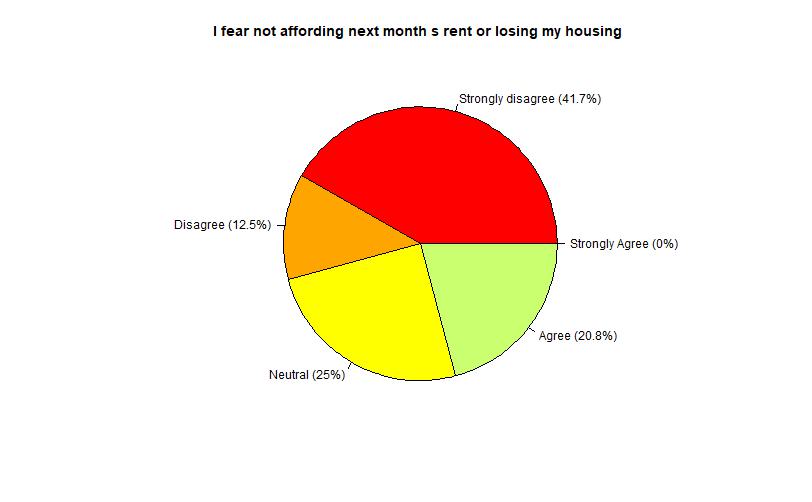 I fear not affording next month s rent or losing my housing
Strongly disagree (41.7%)
Disagree (12.5%)
Strongly Agree (0%)
Agree (20.8%)
Neutral (25%)